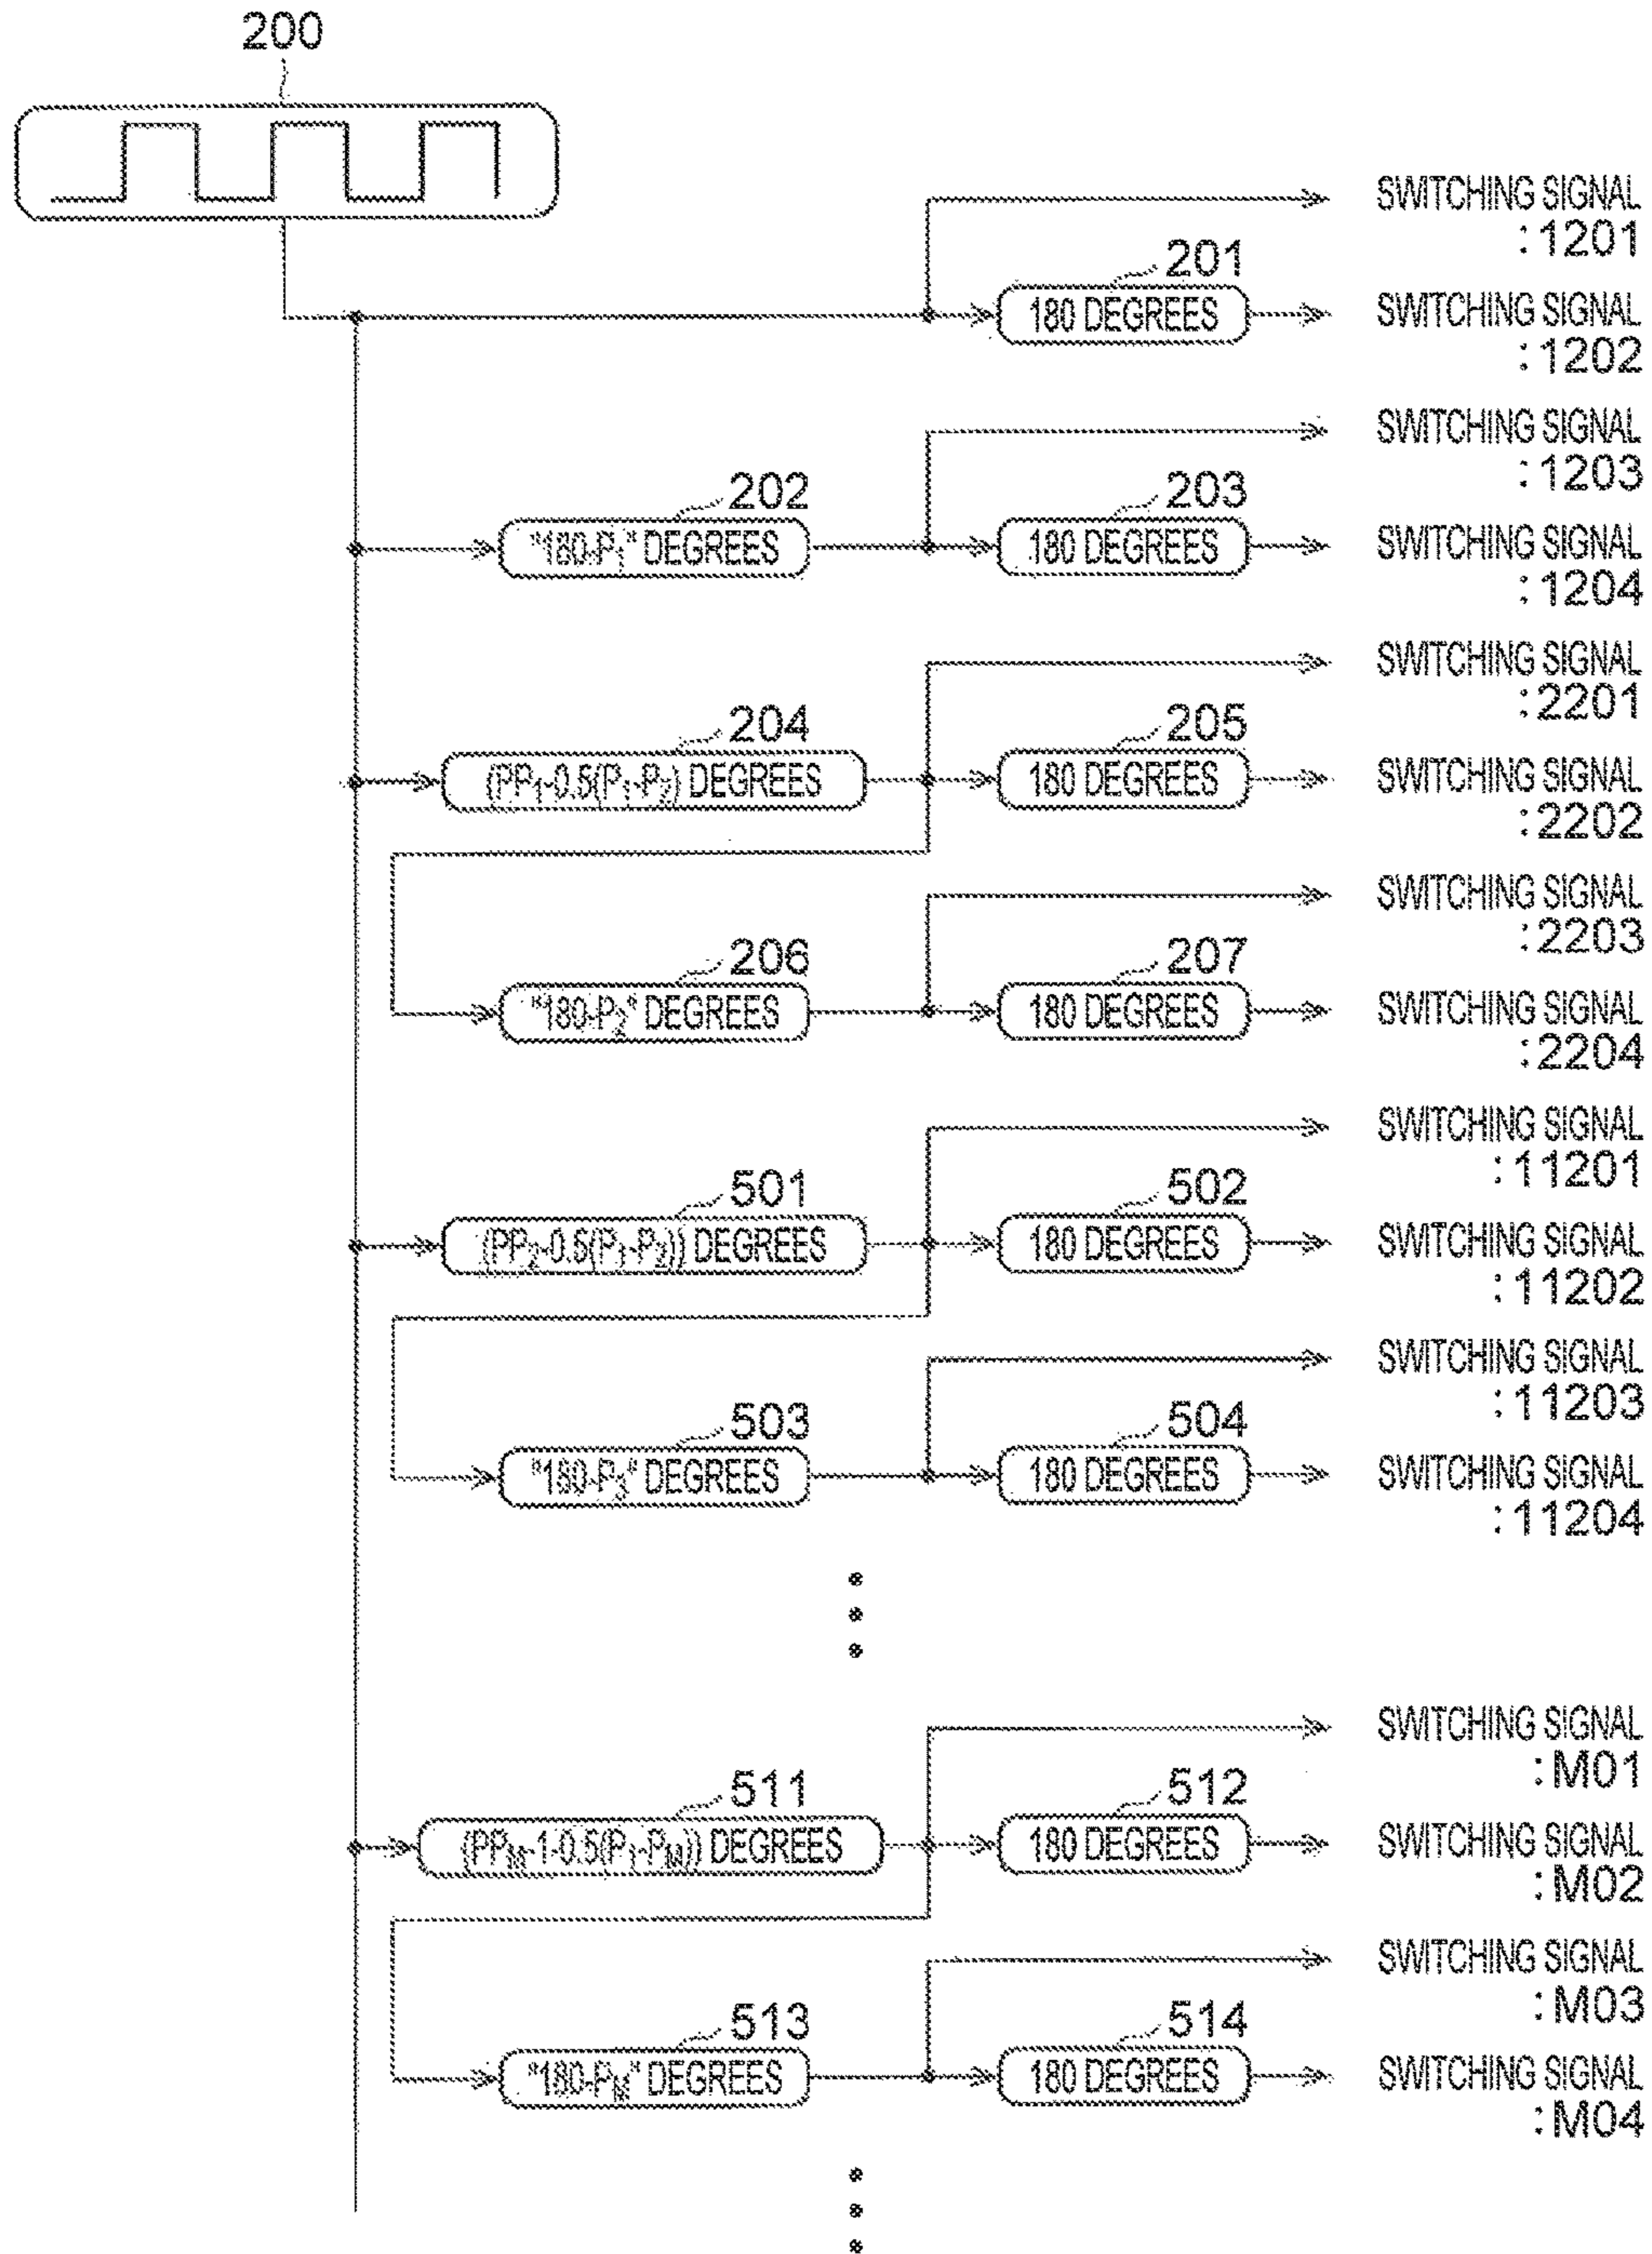 200
SWITCHING SIGNAL
:1201
201
180 DEGREES
SWITCHING SIGNAL
:1202
SWITCHING SIGNAL
:1203
202
203
"180-P₁" DEGREES
180 DEGREES
SWITCHING SIGNAL
:1204
SWITCHING SIGNAL
:2201
204
205
(PP₁-0.5(P₁-P₂) DEGREES
180 DEGREES
SWITCHING SIGNAL
:2202
SWITCHING SIGNAL
:2203
206
207
"180-P₂" DEGREES
180 DEGREES
SWITCHING SIGNAL
:2204
SWITCHING SIGNAL
:11201
501
502
(PP₂-0.5(P₁-P₂)) DEGREES
180 DEGREES
SWITCHING SIGNAL
:11202
SWITCHING SIGNAL
:11203
503
504
"180-P₃" DEGREES
180 DEGREES
SWITCHING SIGNAL
:11204
SWITCHING SIGNAL
:M01
511
512
(PP_M-1-0.5(P₁-P_M)) DEGREES
180 DEGREES
SWITCHING SIGNAL
:M02
SWITCHING SIGNAL
:M03
513
514
"180-P_M" DEGREES
180 DEGREES
SWITCHING SIGNAL
:M04